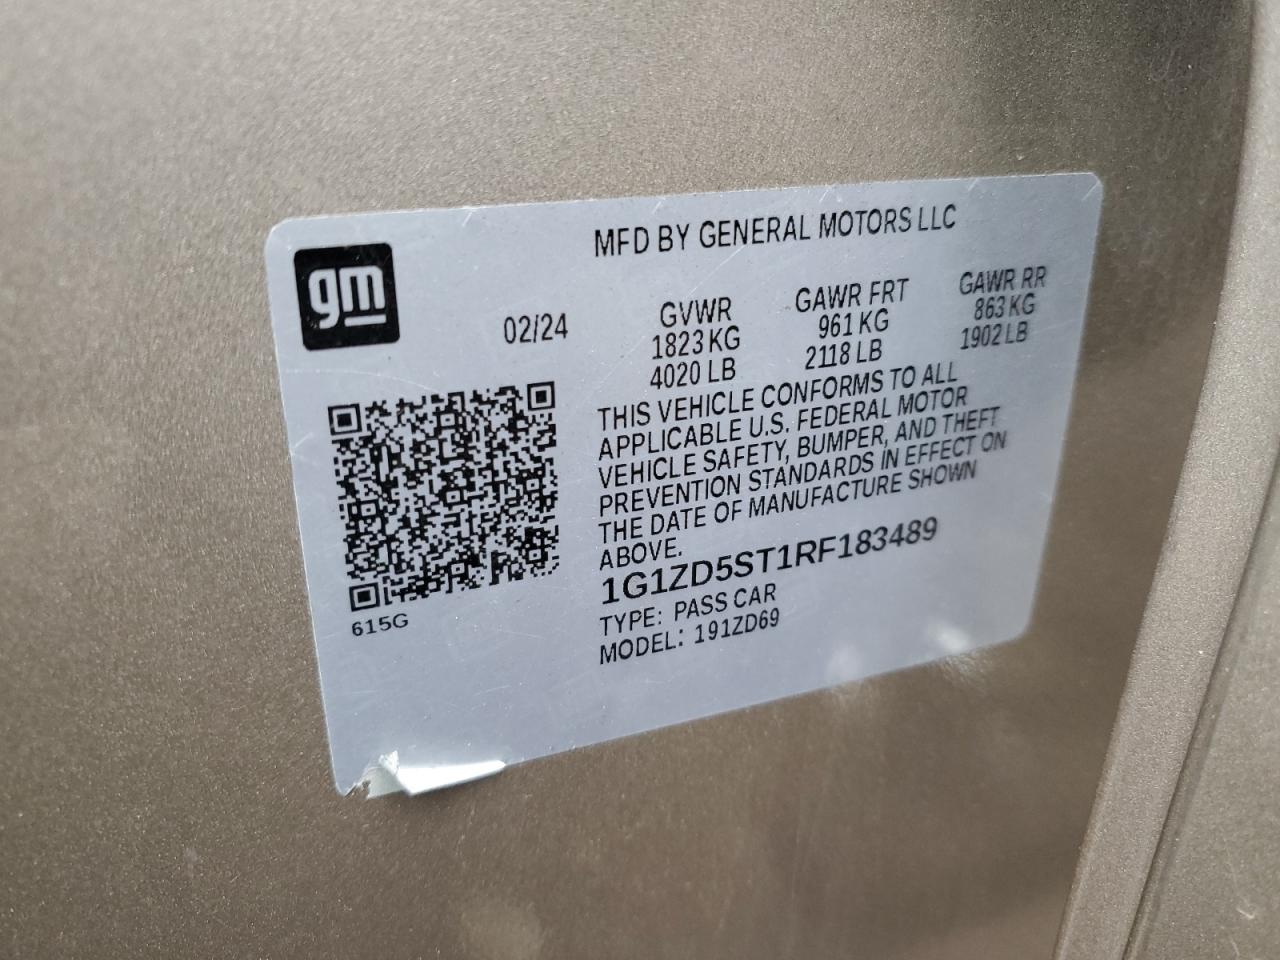 gm
MFD BY GENERAL MOTORS LLC
02/24
GVWR
1823 KG
4020 LB
GAWR FRT
961 KG
2118 LB
GAWR RR
863 KG
1902 LB
THIS VEHICLE CONFORMS TO ALL
APPLICABLE U.S. FEDERAL MOTOR
VEHICLE SAFETY, BUMPER, AND THEFT
PREVENTION STANDARDS IN EFFECT ON
THE DATE OF MANUFACTURE SHOWN
ABOVE.
1G1ZD5ST1RF183489
TYPE: PASS CAR
MODEL: 191ZD69
615G